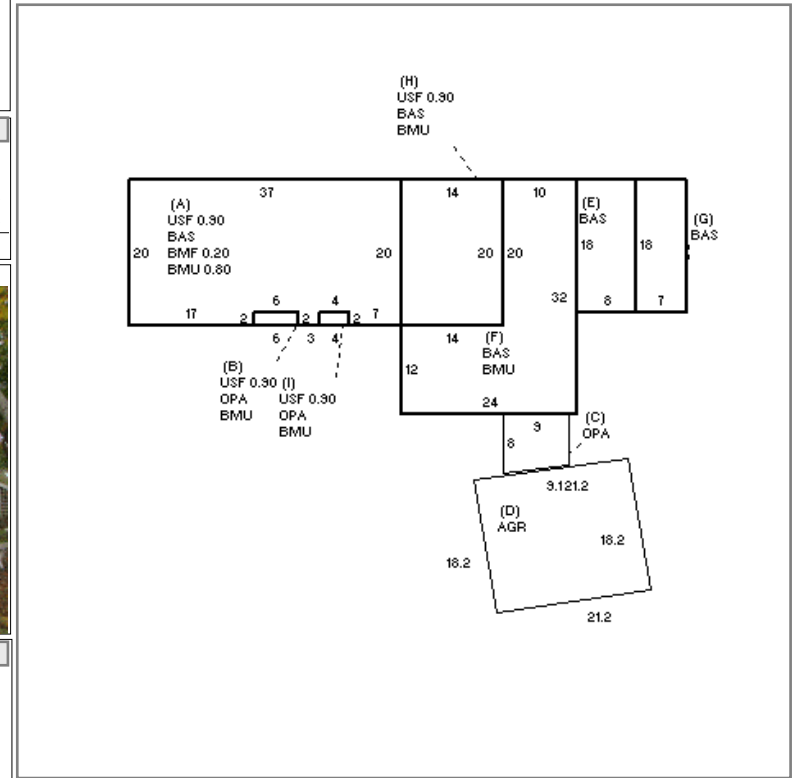 (H)
USF 0.90
BAS
BMU
37
14
10
(A)
USF 0.90
BAS
BMF 0.20
BMU 0.80
(E)
BAS
(G)
BAS
20
20
20
20
18
18
32
6
4
8
7
17
2
2
2
7
6
3
4
14
(F)
BAS
BMU
12
(B)
USF 0.90
OPA
BMU
(I)
USF 0.90
OPA
BMU
24
9
(C)
OPA
8
9.121.2
(D)
AGR
18.2
18.2
21.2